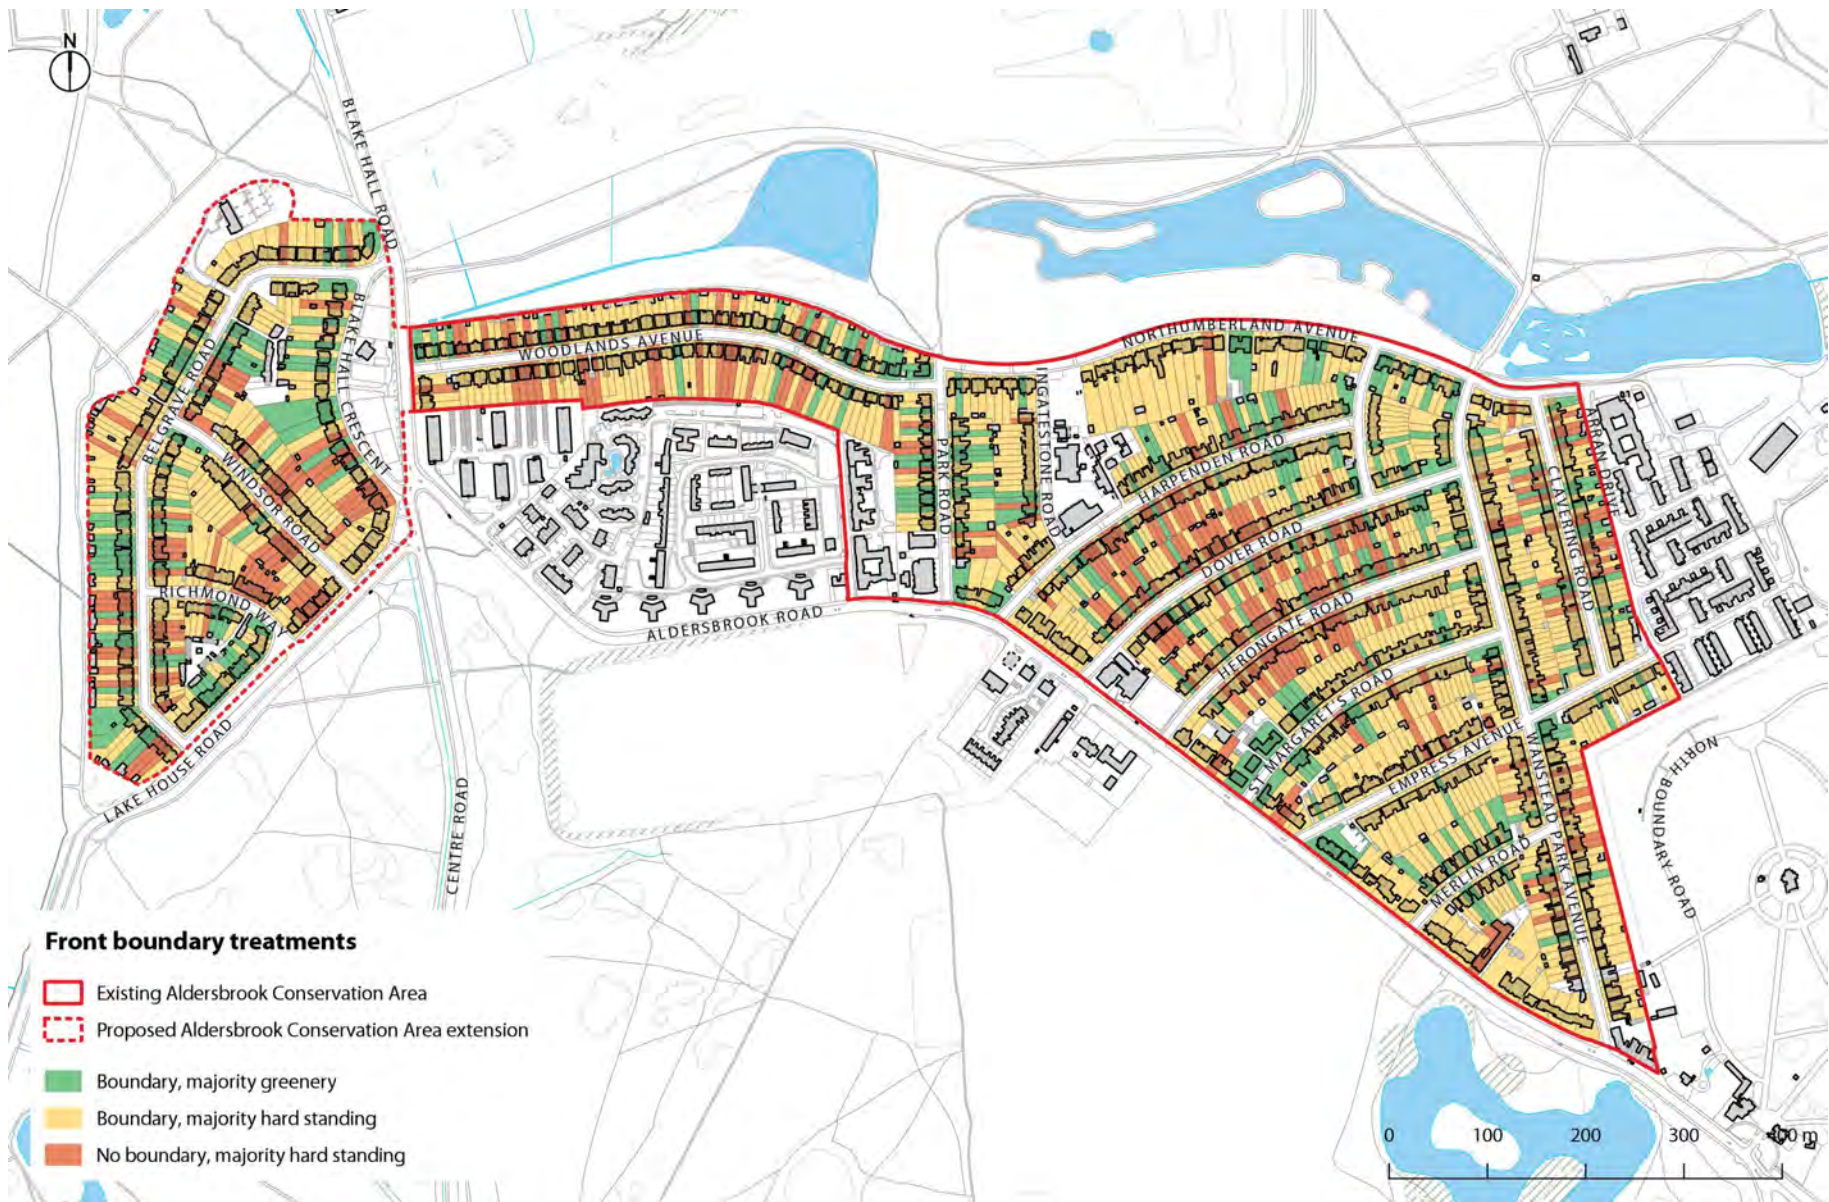 N
BLAKE HALL ROAD
BLAKE HALL CRESCENT
BELGRAVE ROAD
WINDSOR ROAD
RICHMOND WAY
LAKE HOUSE ROAD
CENTRE ROAD
WOODLANDS AVENUE
PARK ROAD
INGATESTONE ROAD
NORTHUMBERLAND AVENUE
ALDERSBROOK ROAD
HARPENDEN ROAD
DOVER ROAD
HERONGATE ROAD
ST MARGARET'S ROAD
EMPRESS AVENUE
MERLIN ROAD
WANSTEAD PARK AVENUE
CLAVERING ROAD
ARDAN DRIVE
NORTH BOUNDARY ROAD
Front boundary treatments
Existing Aldersbrook Conservation Area
Proposed Aldersbrook Conservation Area extension
Boundary, majority greenery
Boundary, majority hard standing
No boundary, majority hard standing
0 100 200 300 400 m